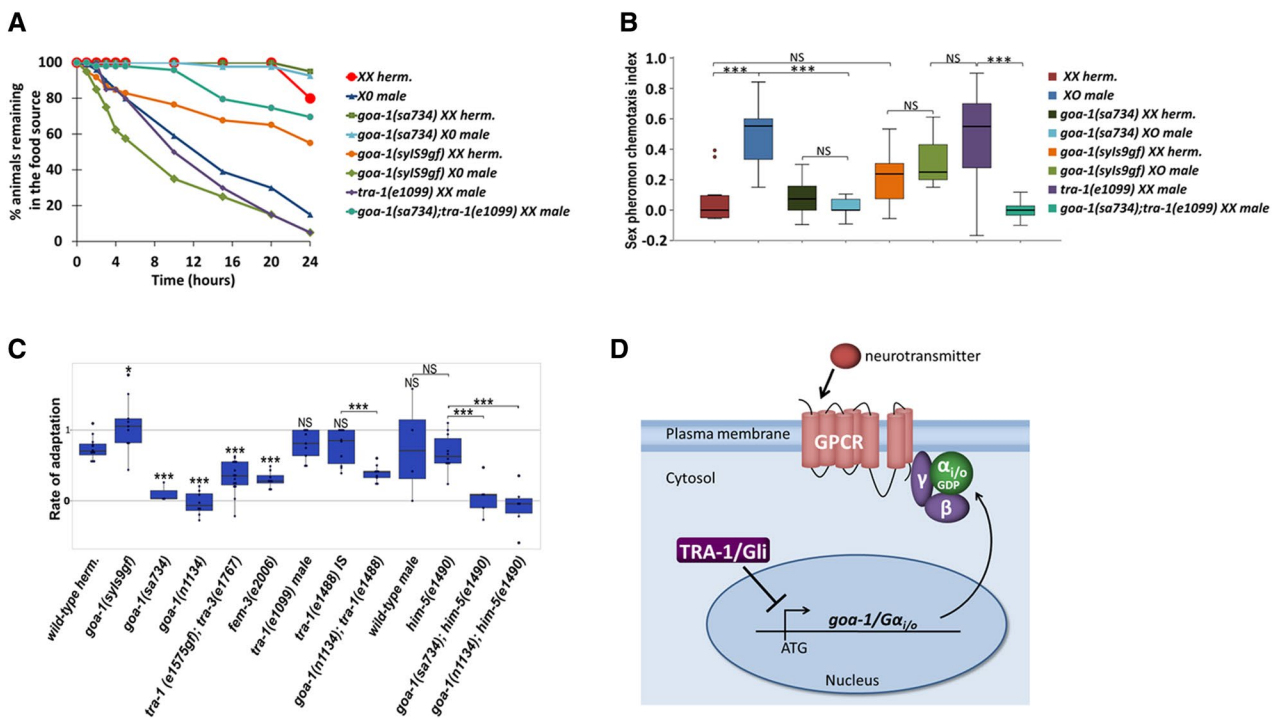 A
% animals remaining
in the food source
100
80
60
40
20
0
0
4
8
12
16
20
24
Time (hours)
XX herm.
X0 male
goa-1(sa734) XX herm.
goa-1(sa734) X0 male
goa-1(syIS9gf) XX herm.
goa-1(syIS9gf) X0 male
tra-1(e1099) XX male
goa-1(sa734);tra-1(e1099) XX male
B
Sex pheromon chemotaxis index
1.0
0.8
0.6
0.4
0.2
0.0
-0.2
NS
NS
***
***
***
NS
NS
XX herm.
XO male
goa-1(sa734) XX herm.
goa-1(sa734) XO male
goa-1(syIs9gf) XX herm.
goa-1(syIs9gf) XO male
tra-1(e1099) XX male
goa-1(sa734);tra-1(e1099) XX male
C
Rate of adaptation
1
0
*
***
***
***
***
NS
NS
***
NS
NS
***
***
wild-type herm.
goa-1(syIs9gf)
goa-1(sa734)
goa-1(n1134)
tra-1 (e1575gf); tra-3(e1767)
fem-3(e2006)
tra-1(e1099) male
tra-1(e1488) IS
goa-1(n1134); tra-1(e1488)
wild-type male
him-5(e1490)
goa-1(sa734); him-5(e1490)
goa-1(n1134); him-5(e1490)
D
neurotransmitter
Plasma membrane
GPCR
Cytosol
γ
αi/o
GDP
β
TRA-1/Gli
goa-1/Gαi/o
ATG
Nucleus